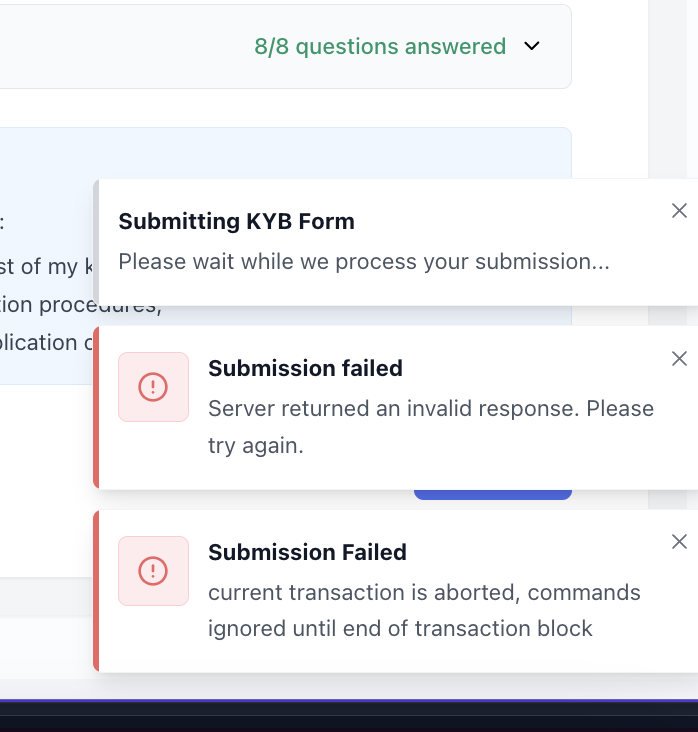 8/8 questions answered
:
Submitting KYB Form
st of my k
Please wait while we process your submission...
tion procedures,
plication
Submission failed
Server returned an invalid response. Please
try again.
Submission Failed
current transaction is aborted, commands
ignored until end of transaction block